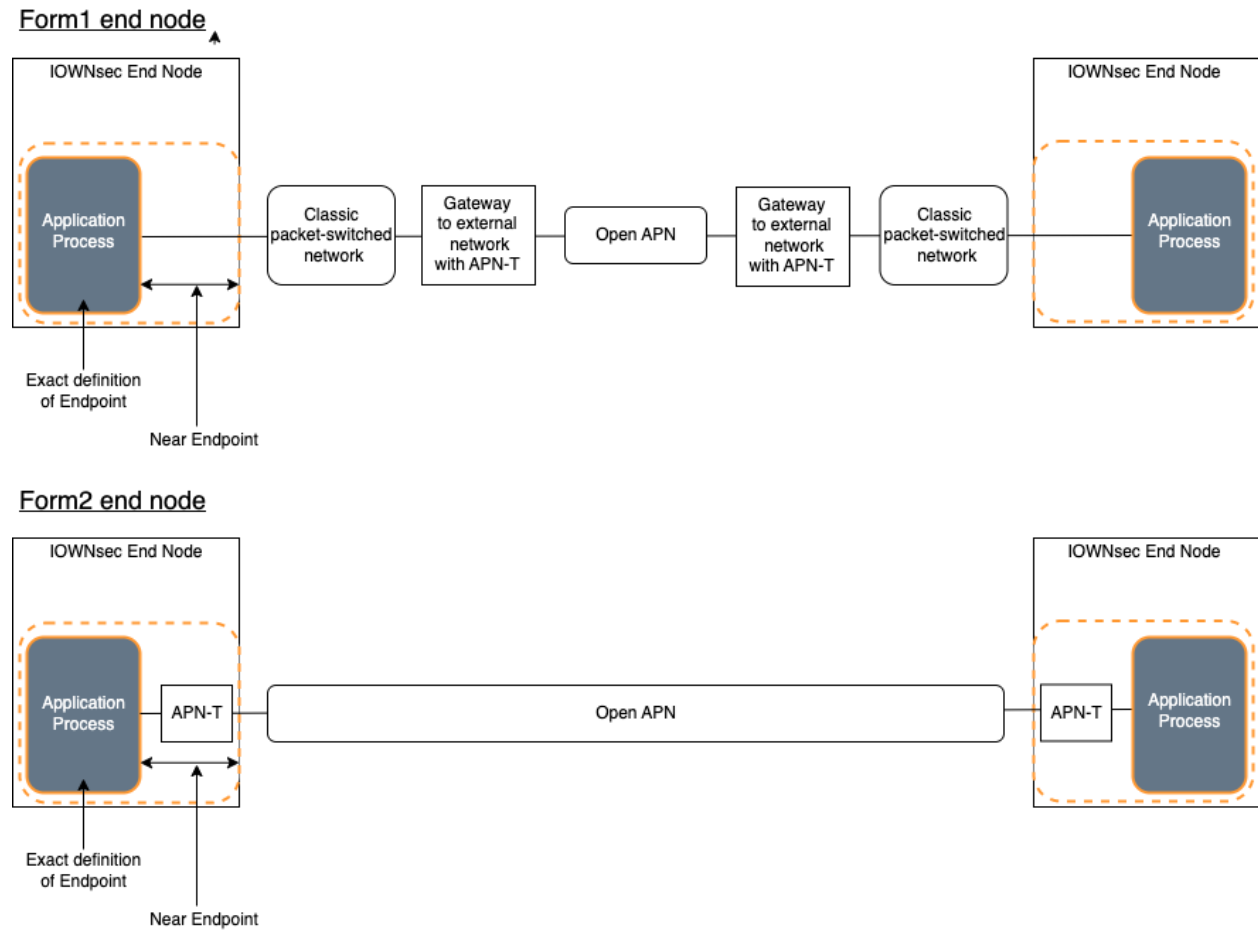 Form1 end node
IOWNsec End Node
IOWNsec End Node
Application
Process
Classic
packet-switched
network
Gateway
to external
network
with APN-T
Open APN
Gateway
to external
network
with APN-T
Classic
packet-switched
network
Application
Process
Exact definition
of Endpoint
Near Endpoint
Form2 end node
IOWNsec End Node
IOWNsec End Node
Application
Process
APN-T
Open APN
APN-T
Application
Process
Exact definition
of Endpoint
Near Endpoint